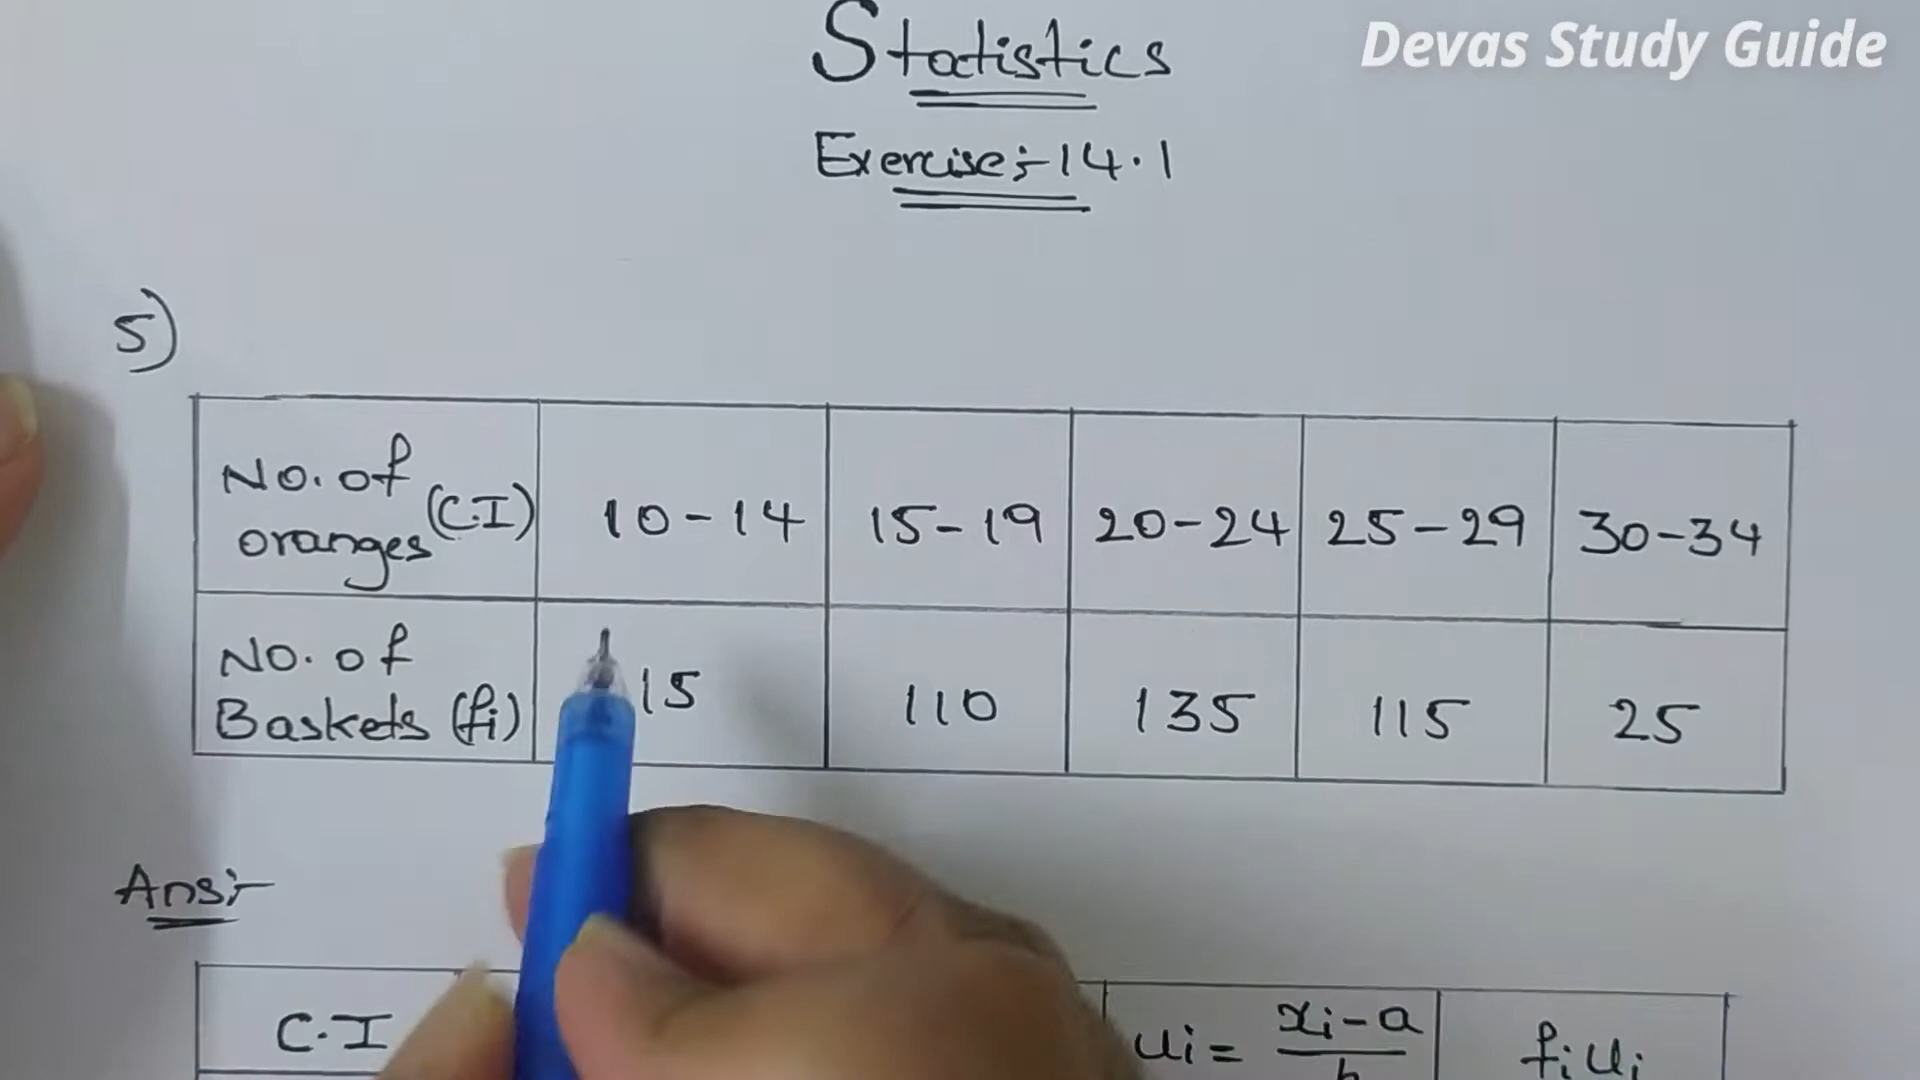 Devas Study Guide
Statistics
Exercise:-14.1
5)
No. of oranges (C.I) 10-14 15-19 20-24 25-29 30-34
No. of Baskets (fi) 15 110 135 115 25
Ans:-
C.I ui = xi-a fiui